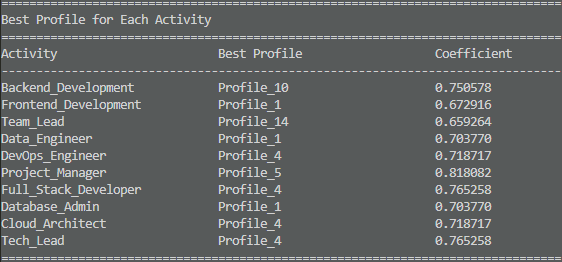 ================================================================================
Best Profile for Each Activity
================================================================================
Activity                       Best Profile                   Coefficient
--------------------------------------------------------------------------------
Backend_Development            Profile_10                     0.750578
Frontend_Development           Profile_1                      0.672916
Team_Lead                      Profile_14                     0.659264
Data_Engineer                  Profile_1                      0.703770
DevOps_Engineer                Profile_4                      0.718717
Project_Manager                Profile_5                      0.818082
Full_Stack_Developer           Profile_4                      0.765258
Database_Admin                 Profile_1                      0.703770
Cloud_Architect                Profile_4                      0.718717
Tech_Lead                      Profile_4                      0.765258
================================================================================